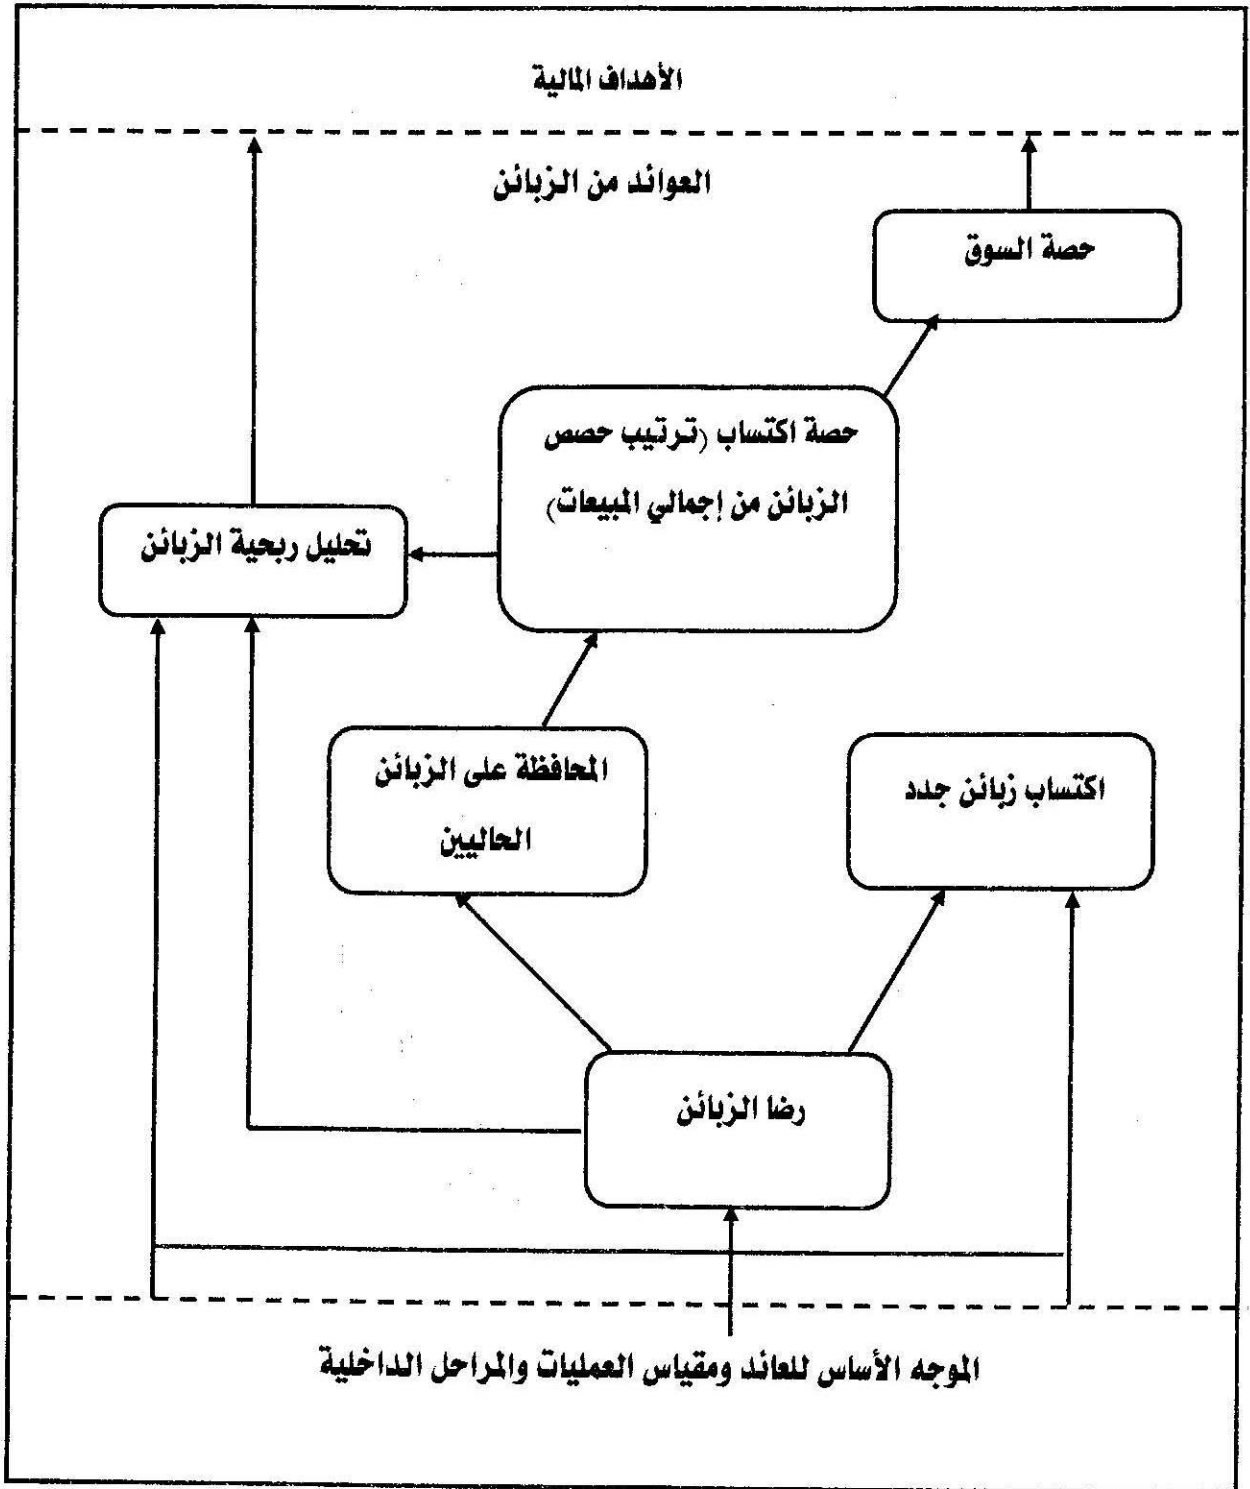 الأهداف المالية
العوائد من الزبائن
حصة السوق
حصة اكتساب (ترتيب حصص
الزبائن من إجمالي المبيعات)
تحليل ربحية الزبائن
المحافظة على الزبائن
الحاليين
اكتساب زبائن جدد
رضا الزبائن
الموجه الأساس للعائد ومقياس العمليات والمراحل الداخلية